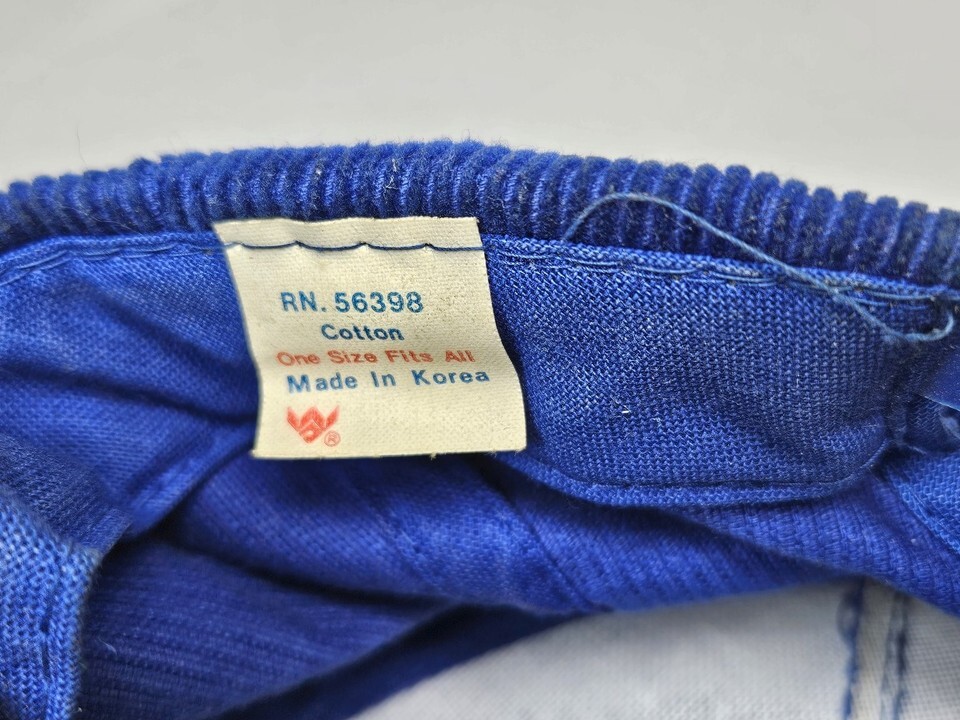 RN. 56398
Cotton
One Size Fits All
Made In Korea
®